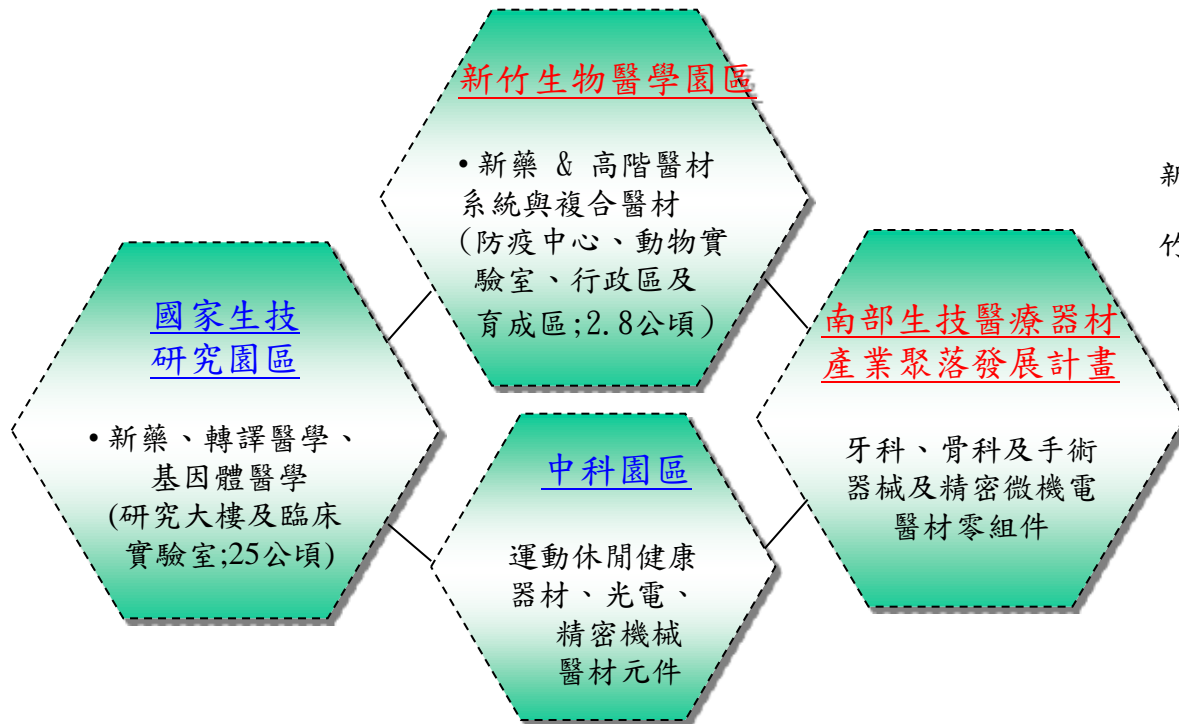 新竹生物醫學園區
• 新藥 & 高階醫材
系統與複合醫材
(防疫中心、動物實
驗室、行政區及
育成區;2.8公頃)
國家生技
研究園區
• 新藥、轉譯醫學、
基因體醫學
(研究大樓及臨床
實驗室;25公頃)
中科園區
運動休閒健康
器材、光電、
精密機械
醫材元件
南部生技醫療器材
產業聚落發展計畫
牙科、骨科及手術
器械及精密微機電
醫材零組件
新
竹